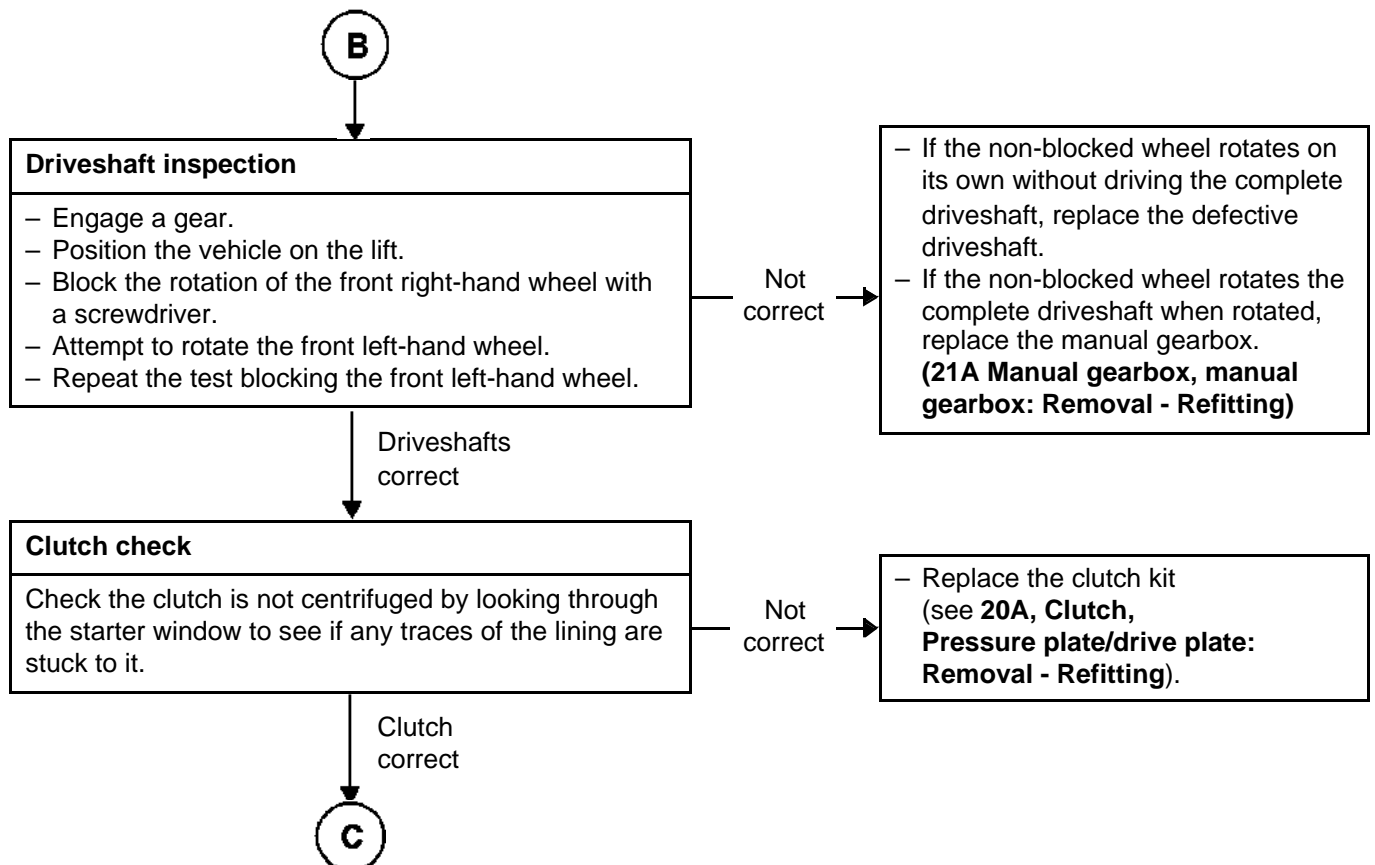 B
Driveshaft inspection
– Engage a gear.
– Position the vehicle on the lift.
– Block the rotation of the front right-hand wheel with
a screwdriver.
– Attempt to rotate the front left-hand wheel.
– Repeat the test blocking the front left-hand wheel.
Not
correct
– If the non-blocked wheel rotates on
its own without driving the complete
driveshaft, replace the defective
driveshaft.
– If the non-blocked wheel rotates the
complete driveshaft when rotated,
replace the manual gearbox.
(21A Manual gearbox, manual
gearbox: Removal - Refitting)
Driveshafts
correct
Clutch check
Check the clutch is not centrifuged by looking through
the starter window to see if any traces of the lining are
stuck to it.
Not
correct
– Replace the clutch kit
(see 20A, Clutch,
Pressure plate/drive plate:
Removal - Refitting).
Clutch
correct
C